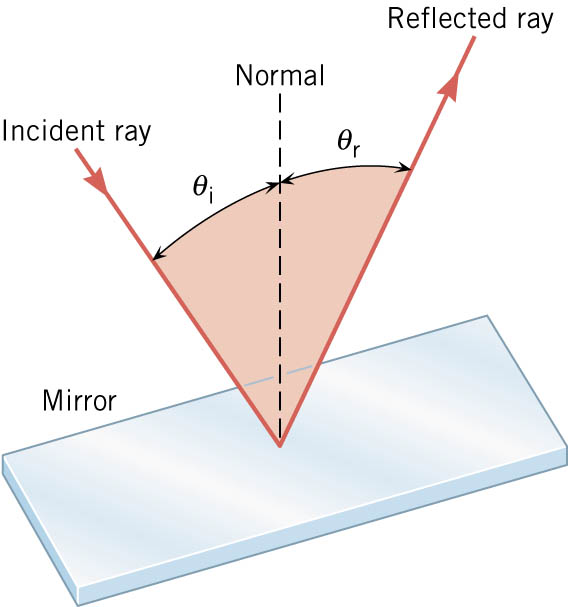 Reflected ray
Normal
Incident ray
θr
θi
Mirror